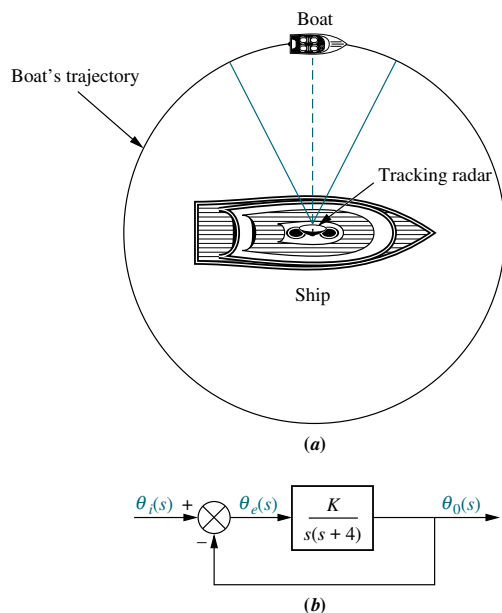 Boat
Boat's trajectory
Tracking radar
Ship
(a)
θi(s) + θe(s) K θ0(s)
s(s + 4)
−
(b)